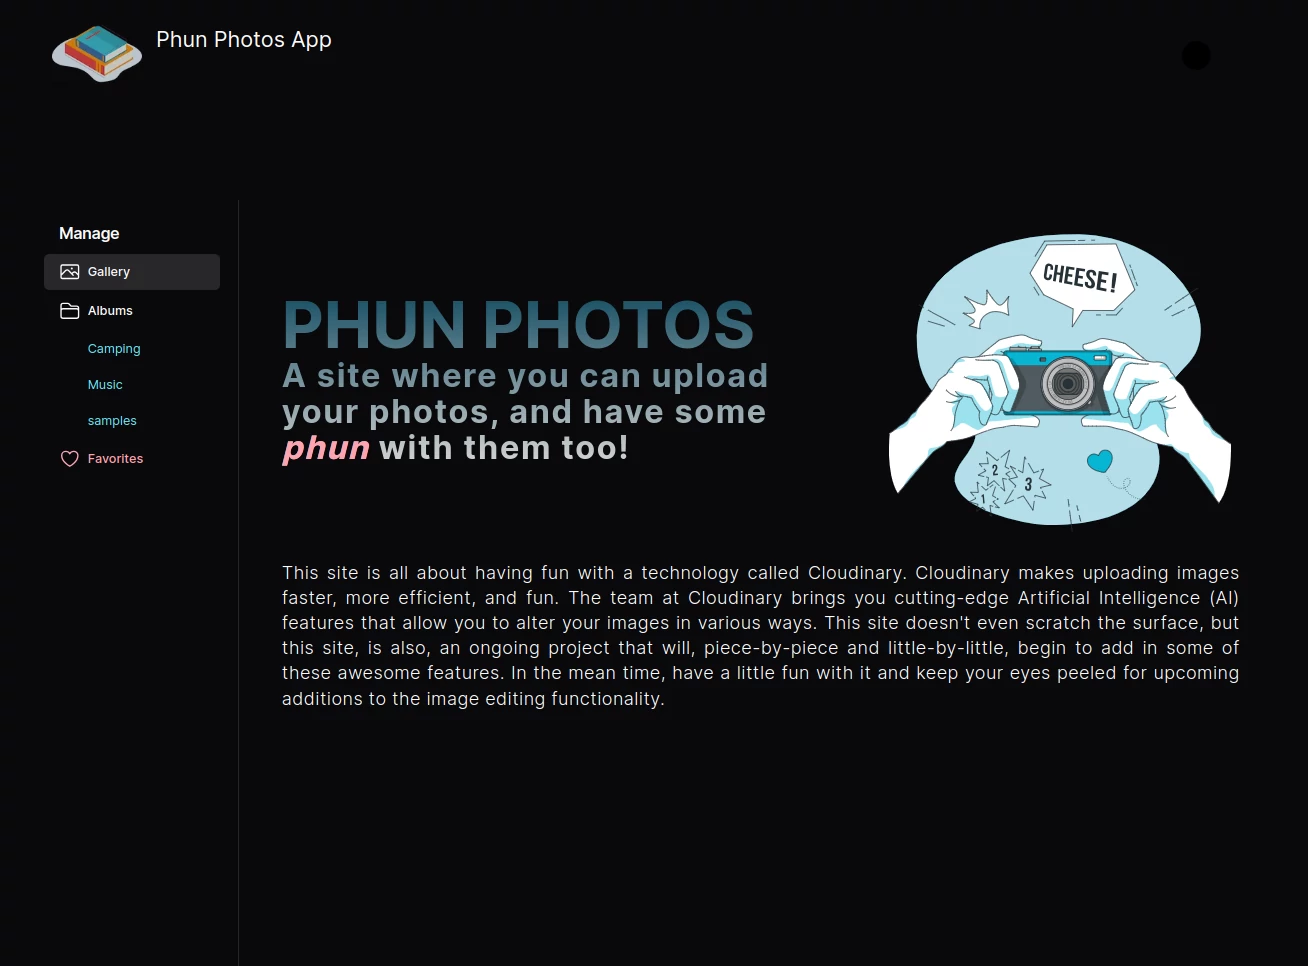 Phun Photos App
Manage
Gallery
Albums
Camping
Music
samples
Favorites
PHUN PHOTOS
A site where you can upload
your photos, and have some
phun with them too!
CHEESE!
2
3
1
This site is all about having fun with a technology called Cloudinary. Cloudinary makes uploading images
faster, more efficient, and fun. The team at Cloudinary brings you cutting-edge Artificial Intelligence (AI)
features that allow you to alter your images in various ways. This site doesn't even scratch the surface, but
this site, is also, an ongoing project that will, piece-by-piece and little-by-little, begin to add in some of
these awesome features. In the mean time, have a little fun with it and keep your eyes peeled for upcoming
additions to the image editing functionality.